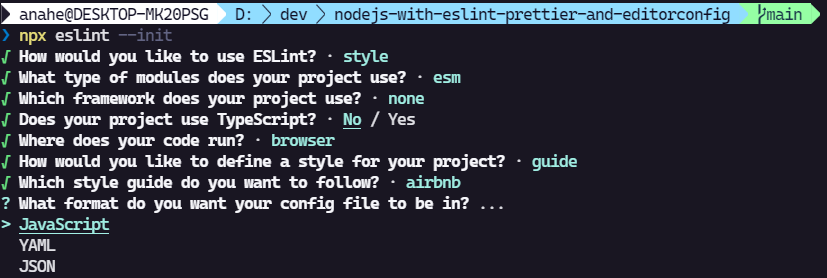 anahe@DESKTOP-MK20PSG D: dev nodejs-with-eslint-prettier-and-editorconfig main
❯ npx eslint --init
√ How would you like to use ESLint? · style
√ What type of modules does your project use? · esm
√ Which framework does your project use? · none
√ Does your project use TypeScript? · No / Yes
√ Where does your code run? · browser
√ How would you like to define a style for your project? · guide
√ Which style guide do you want to follow? · airbnb
? What format do you want your config file to be in? ...
> JavaScript
YAML
JSON